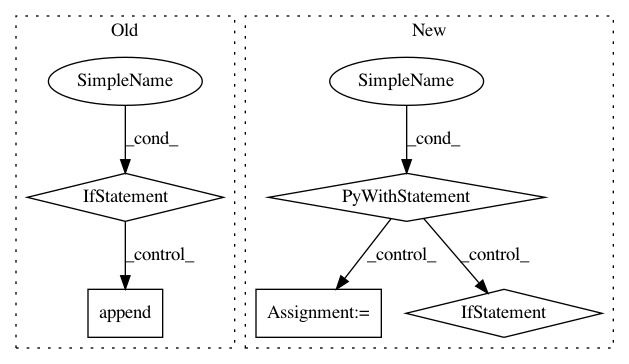 Old
New
SimpleName
SimpleName
_cond_
_cond_
IfStatement
PyWithStatement
_control_
_control_
_control_
append
Assignment:=
IfStatement